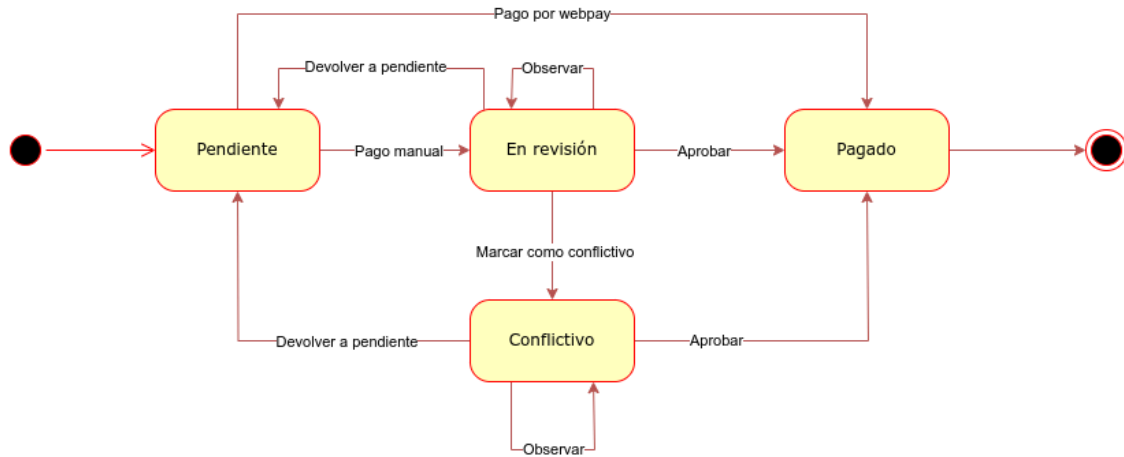 Pago por webpay
Devolver a pendiente
Observar
Pendiente
Pago manual
En revisión
Aprobar
Pagado
Marcar como conflictivo
Devolver a pendiente
Conflictivo
Aprobar
Observar